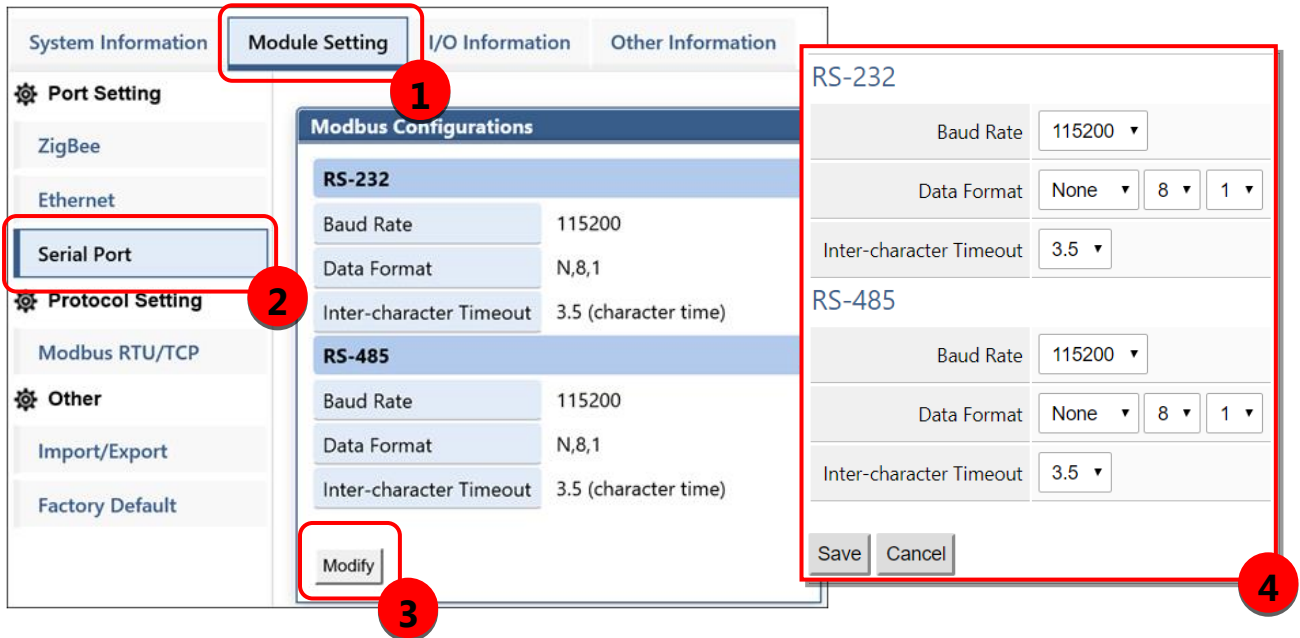 System Information Module Setting I/O Information Other Information
1
Port Setting
ZigBee
Ethernet
Serial Port
2
Protocol Setting
Modbus RTU/TCP
Other
Import/Export
Factory Default
Modbus Configurations
RS-232
Baud Rate 115200
Data Format N,8,1
Inter-character Timeout 3.5 (character time)
RS-485
Baud Rate 115200
Data Format N,8,1
Inter-character Timeout 3.5 (character time)
Modify
3
RS-232
Baud Rate 115200
Data Format None 8 1
Inter-character Timeout 3.5
RS-485
Baud Rate 115200
Data Format None 8 1
Inter-character Timeout 3.5
Save Cancel
4